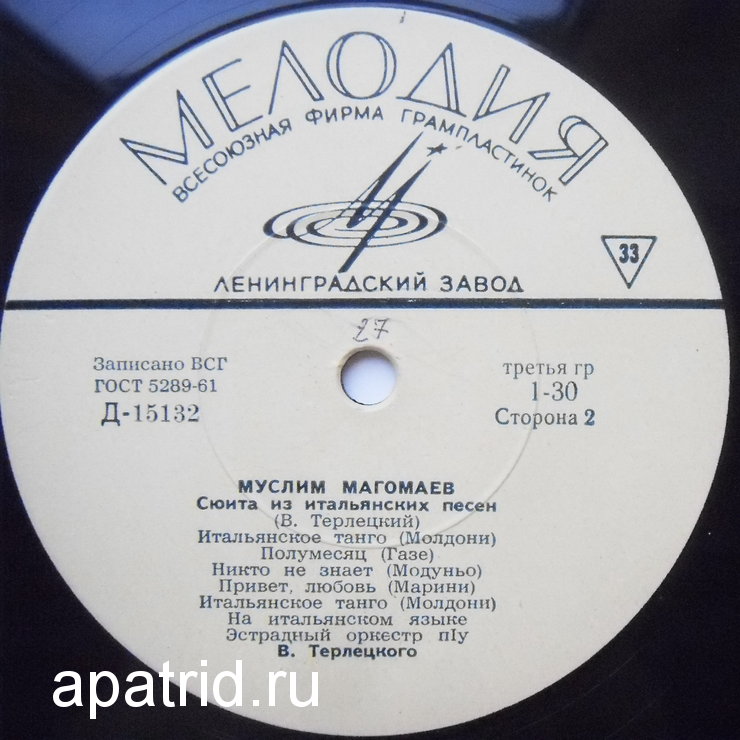 МЕЛОДИЯ
ВСЕСОЮЗНАЯ ФИРМА ГРАМПЛАСТИНОК
ЛЕНИНГРАДСКИЙ ЗАВОД
33
27
Записано ВСГ
ГОСТ 5289-61
Д-15132
третья гр
1-30
Сторона 2
МУСЛИМ МАГОМАЕВ
Сюита из итальянских песен
(В. Терлецкий)
Итальянское танго (Молдони)
Полумесяц (Газе)
Никто не знает (Модуньо)
Привет, любовь (Марини)
Итальянское танго (Молдони)
На итальянском языке
Эстрадный оркестр пIу
В. Терлецкого
apatrid.ru